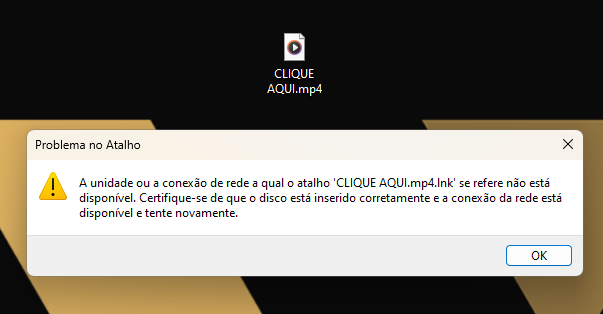 CLIQUE
AQUI.mp4
Problema no Atalho
A unidade ou a conexão de rede a qual o atalho 'CLIQUE AQUI.mp4.lnk' se refere não está
disponível. Certifique-se de que o disco está inserido corretamente e a conexão da rede está
disponível e tente novamente.
OK